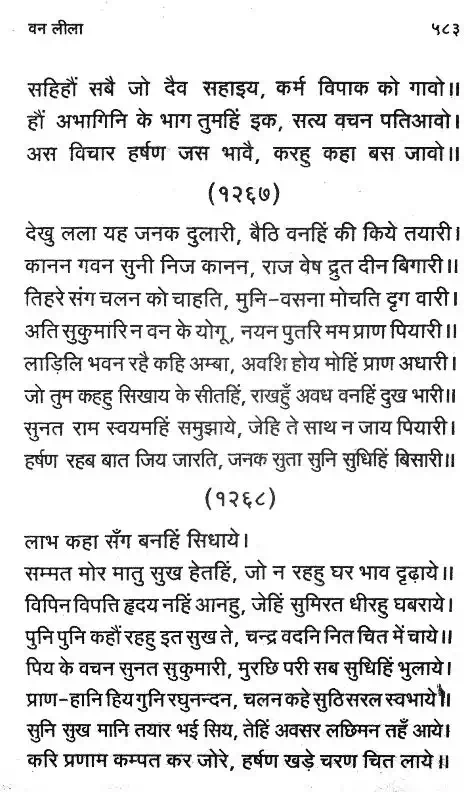 वन लीला ५८३
सहिहौं सबै जो दैव सहाइय, कर्म विपाक को गावो॥
हौं अभागिनि के भाग तुमहिं इक, सत्य वचन पतिआवो।
अस विचार हर्षण जस भावै, करहु कहा बस जावो॥
(१२६७)
देखु लला यह जनक दुलारी, बैठि वनहिं की किये तयारी।
कानन गवन सुनी निज कानन, राज वेष द्रुत दीन बिगारी॥
तिहरे संग चलन को चाहति, मुनि-वसना मोचति दृग वारी।
अति सुकुमारि न वन के योगू, नयन पुतरि मम प्राण पियारी॥
लाड़िलि भवन रहै कहि अम्बा, अवशि होय मोहिं प्राण अधारी।
जो तुम कहहु सिखाय के सीतहिं, राखहुँ अवध वनहिं दुख भारी॥
सुनत राम स्वयमहिं समुझाये, जेहि ते साथ न जाय पियारी।
हर्षण रहब बात जिय जारति, जनक सुता सुनि सुधिहिं बिसारी॥
(१२६८)
लाभ कहा सँग बनहिं सिधाये।
सम्मत मोर मातु सुख हेतहिं, जो न रहहु घर भाव दृढ़ाये॥
विपिन विपत्ति हृदय नहिं आनहु, जेहिं सुमिरत धीरहु घबराये।
पुनि पुनि कहौं रहहु इत सुख ते, चन्द्र वदनि नित चित में चाये॥
पिय के वचन सुनत सुकुमारी, मुरछि परी सब सुधिहिं भुलाये।
प्राण-हानि हिय गुनि रघुनन्दन, चलन कहे सुठि सरल स्वभाये॥
सुनि सुख मानि तयार भई सिय, तेहिं अवसर लछिमन तहँ आये।
करि प्रणाम कम्पत कर जोरे, हर्षण खड़े चरण चित लाये॥